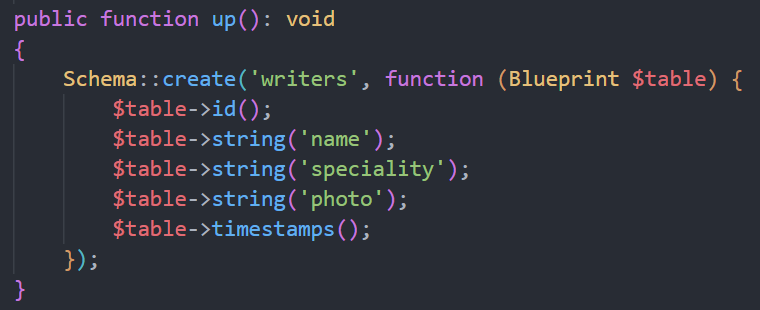 public function up(): void
{
    Schema::create('writers', function (Blueprint $table) {
        $table->id();
        $table->string('name');
        $table->string('speciality');
        $table->string('photo');
        $table->timestamps();
    });
}